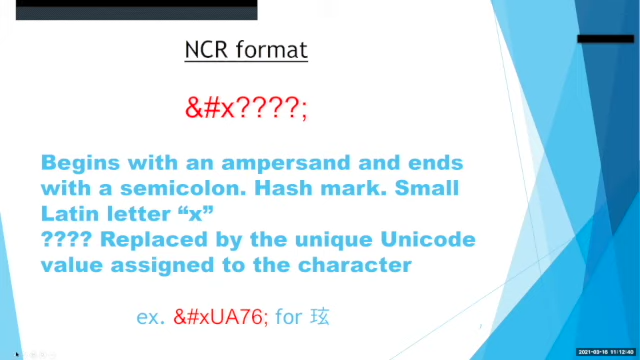 NCR format
&#x????;
Begins with an ampersand and ends
with a semicolon. Hash mark. Small
Latin letter “x”
???? Replaced by the unique Unicode
value assigned to the character
ex. &#xUA76; for 玹
2021-03-16 11:12:40